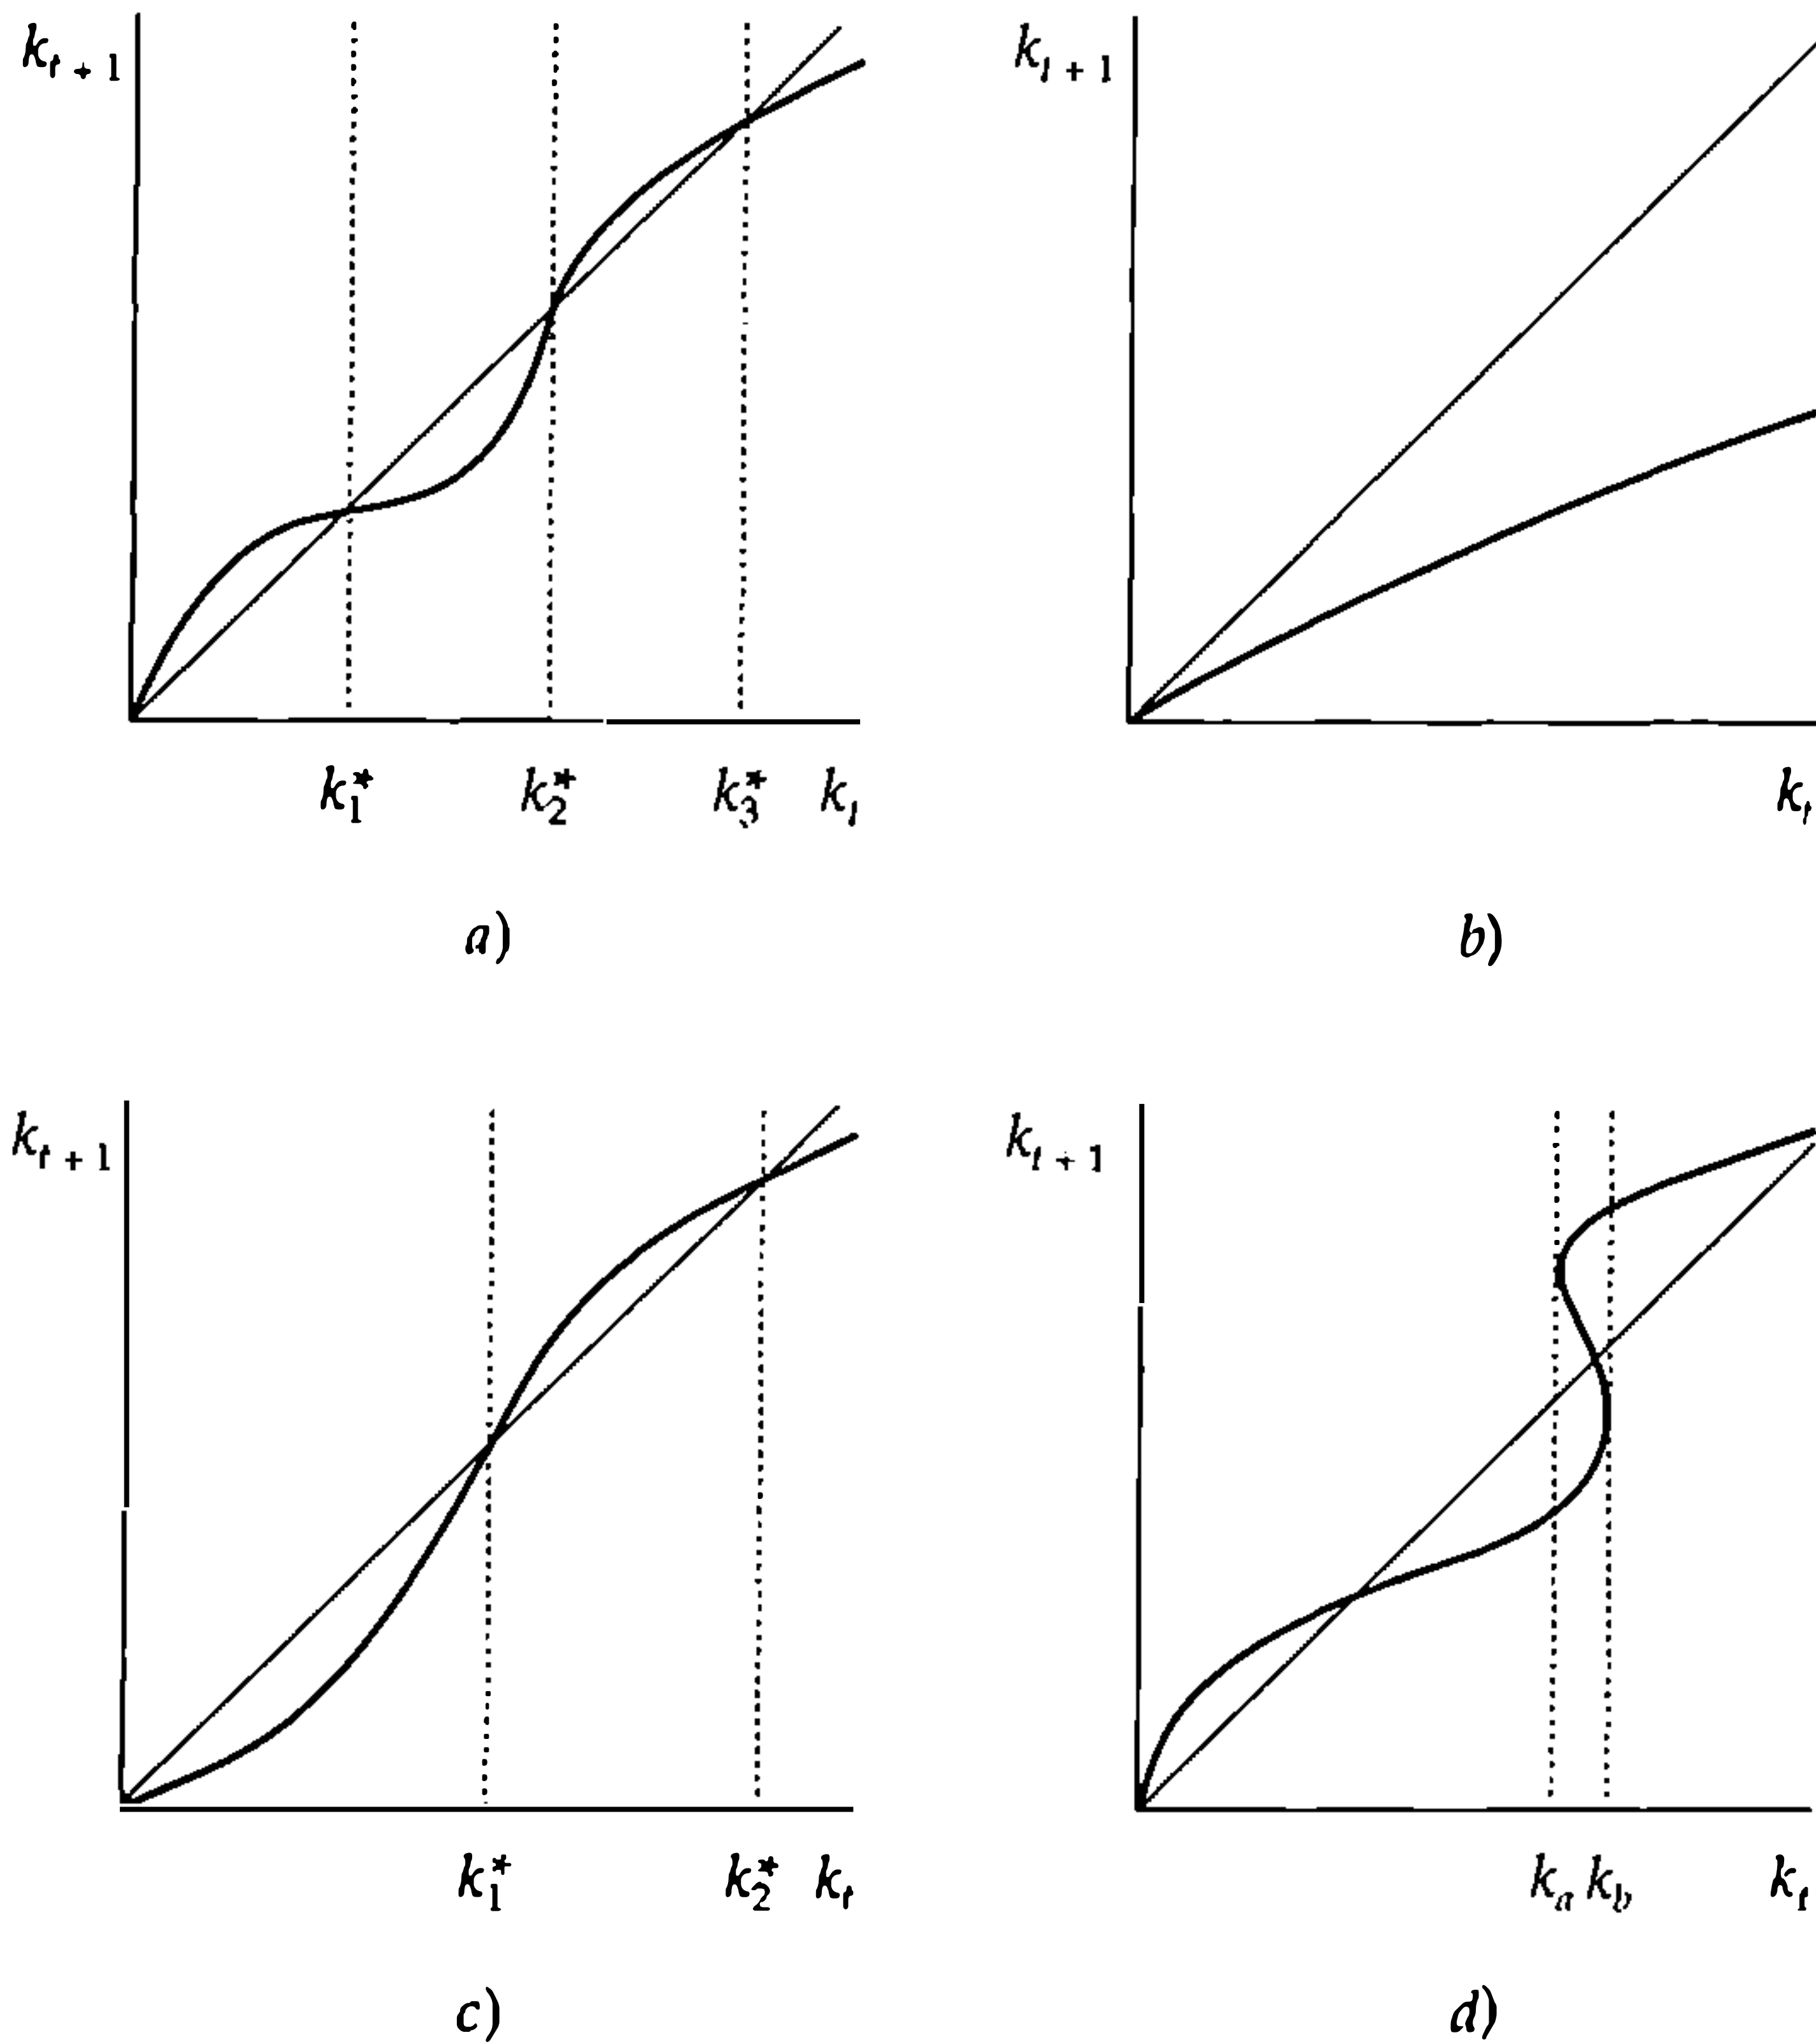 k_{t+1} k_{t+1}
k_1^* k_2^* k_3^* k_t k_t
a) b)
k_{t+1} k_{t+1}
k_1^* k_2^* k_t k_a k_b k_t
c) d)